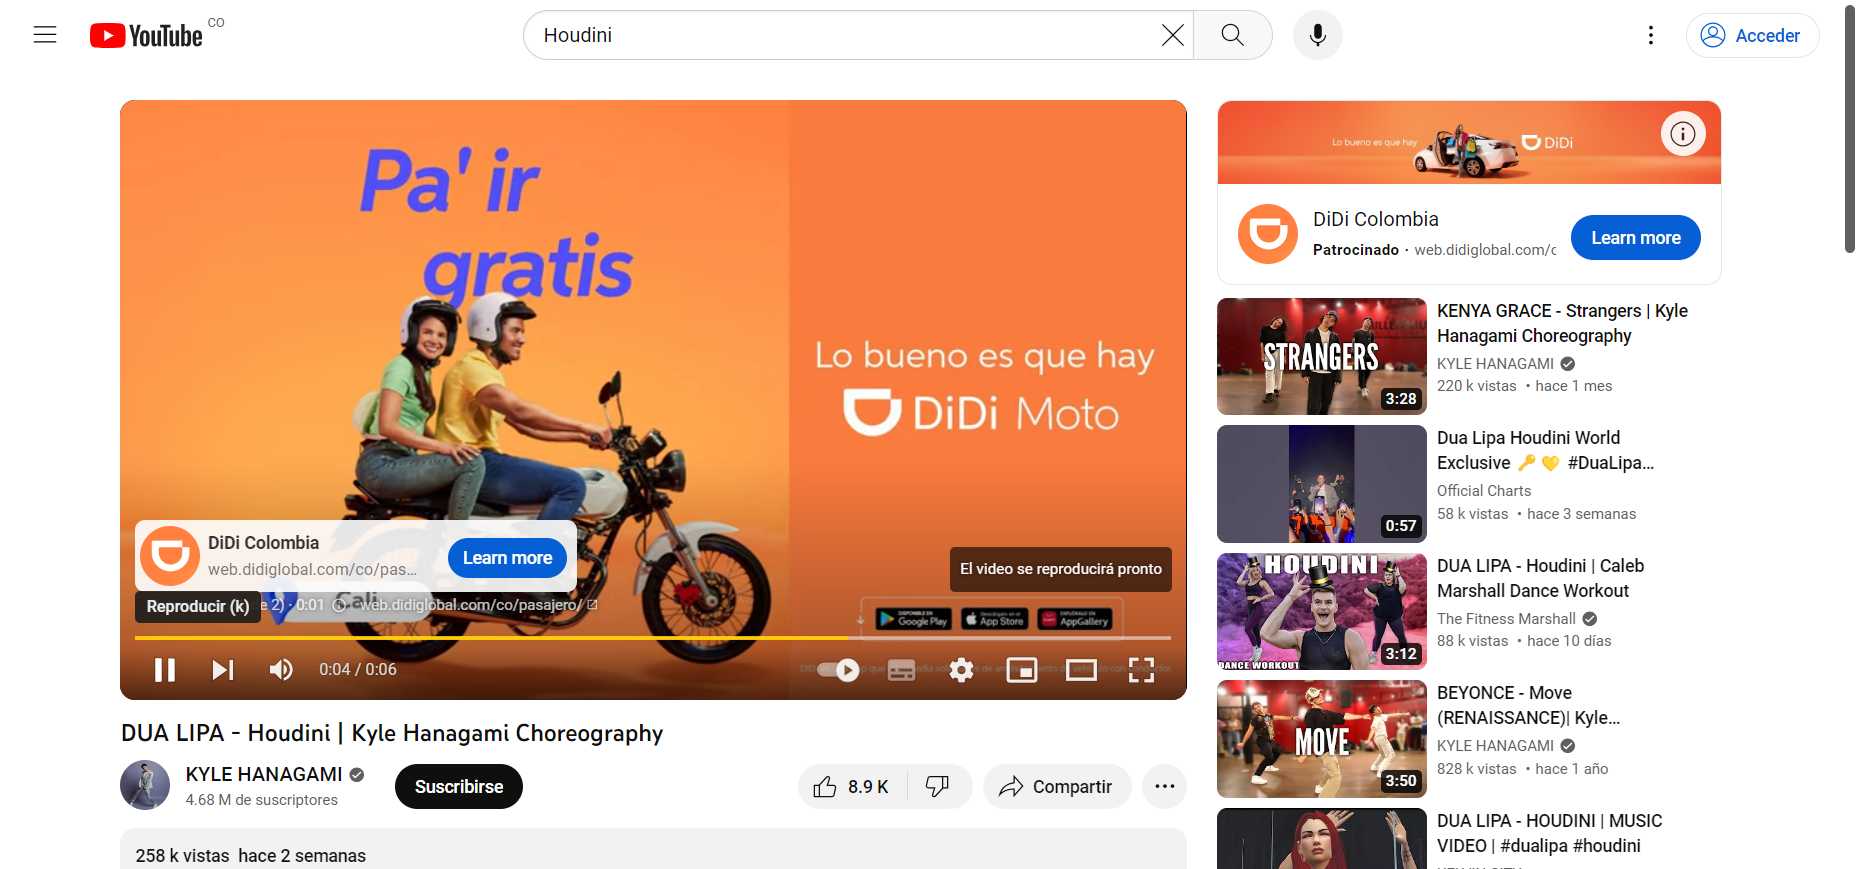 YouTube CO
Houdini
Acceder
Pa' ir
gratis
Lo bueno es que hay
DiDi Moto
DiDi Colombia
web.didiglobal.com/co/pas...
Learn more
El video se reproducirá pronto
Reproducir (k)
e 2) · 0:01
web.didiglobal.com/co/pasajero/
Cali
DISPONIBLE EN
Google Play
Descárgalo en el
App Store
EXPLÓRALO EN
AppGallery
0:04 / 0:06
DUA LIPA - Houdini | Kyle Hanagami Choreography
KYLE HANAGAMI
4.68 M de suscriptores
Suscribirse
8.9 K
Compartir
258 k vistas hace 2 semanas
Lo bueno es que hay
DiDi
DiDi Colombia
Patrocinado · web.didiglobal.com/c
Learn more
STRANGERS
3:28
KENYA GRACE - Strangers | Kyle
Hanagami Choreography
KYLE HANAGAMI
220 k vistas • hace 1 mes
0:57
Dua Lipa Houdini World
Exclusive 🔑 💛 #DuaLipa...
Official Charts
58 k vistas • hace 3 semanas
HOUDINI
DANCE WORKOUT
3:12
DUA LIPA - Houdini | Caleb
Marshall Dance Workout
The Fitness Marshall
88 k vistas • hace 10 días
MOVE
3:50
BEYONCE - Move
(RENAISSANCE)| Kyle...
KYLE HANAGAMI
828 k vistas • hace 1 año
DUA LIPA - HOUDINI | MUSIC
VIDEO | #dualipa #houdini